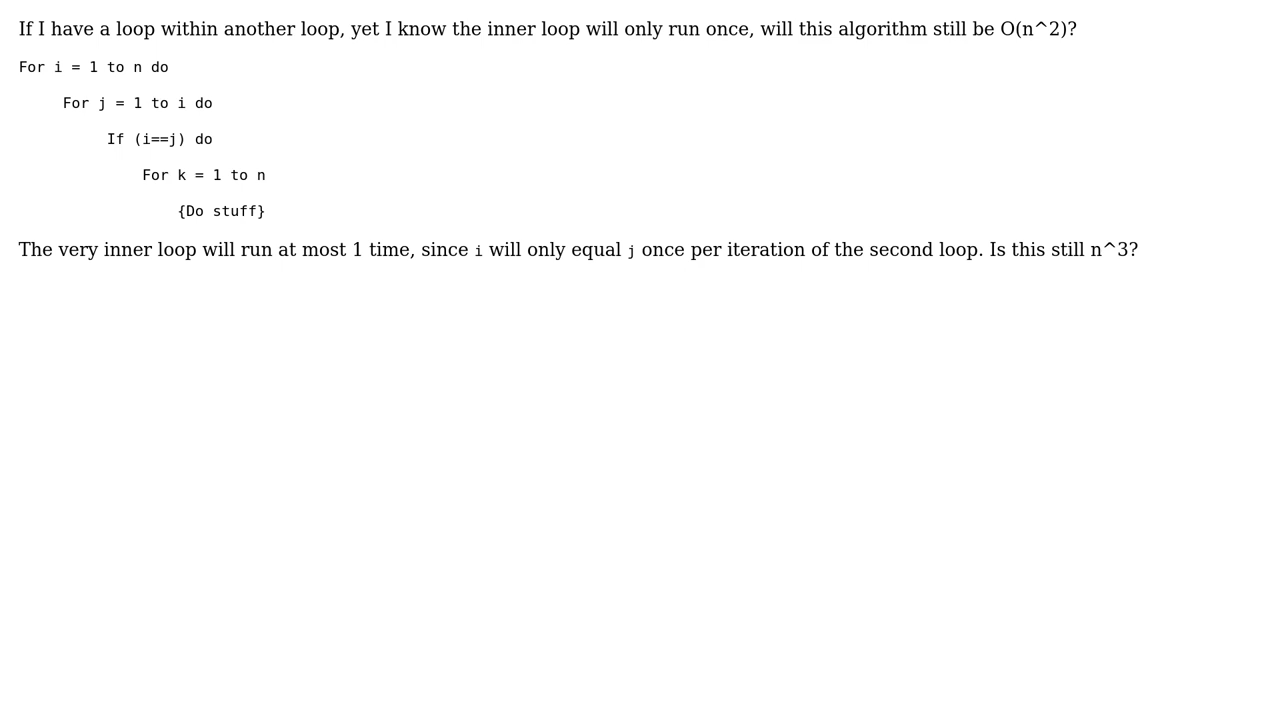 If I have a loop within another loop, yet I know the inner loop will only run once, will this algorithm still be O(n^2)?
For i = 1 to n do
For j = 1 to i do
If (i==j) do
For k = 1 to n
{Do stuff}
The very inner loop will run at most 1 time, since i will only equal j once per iteration of the second loop. Is this still n^3?